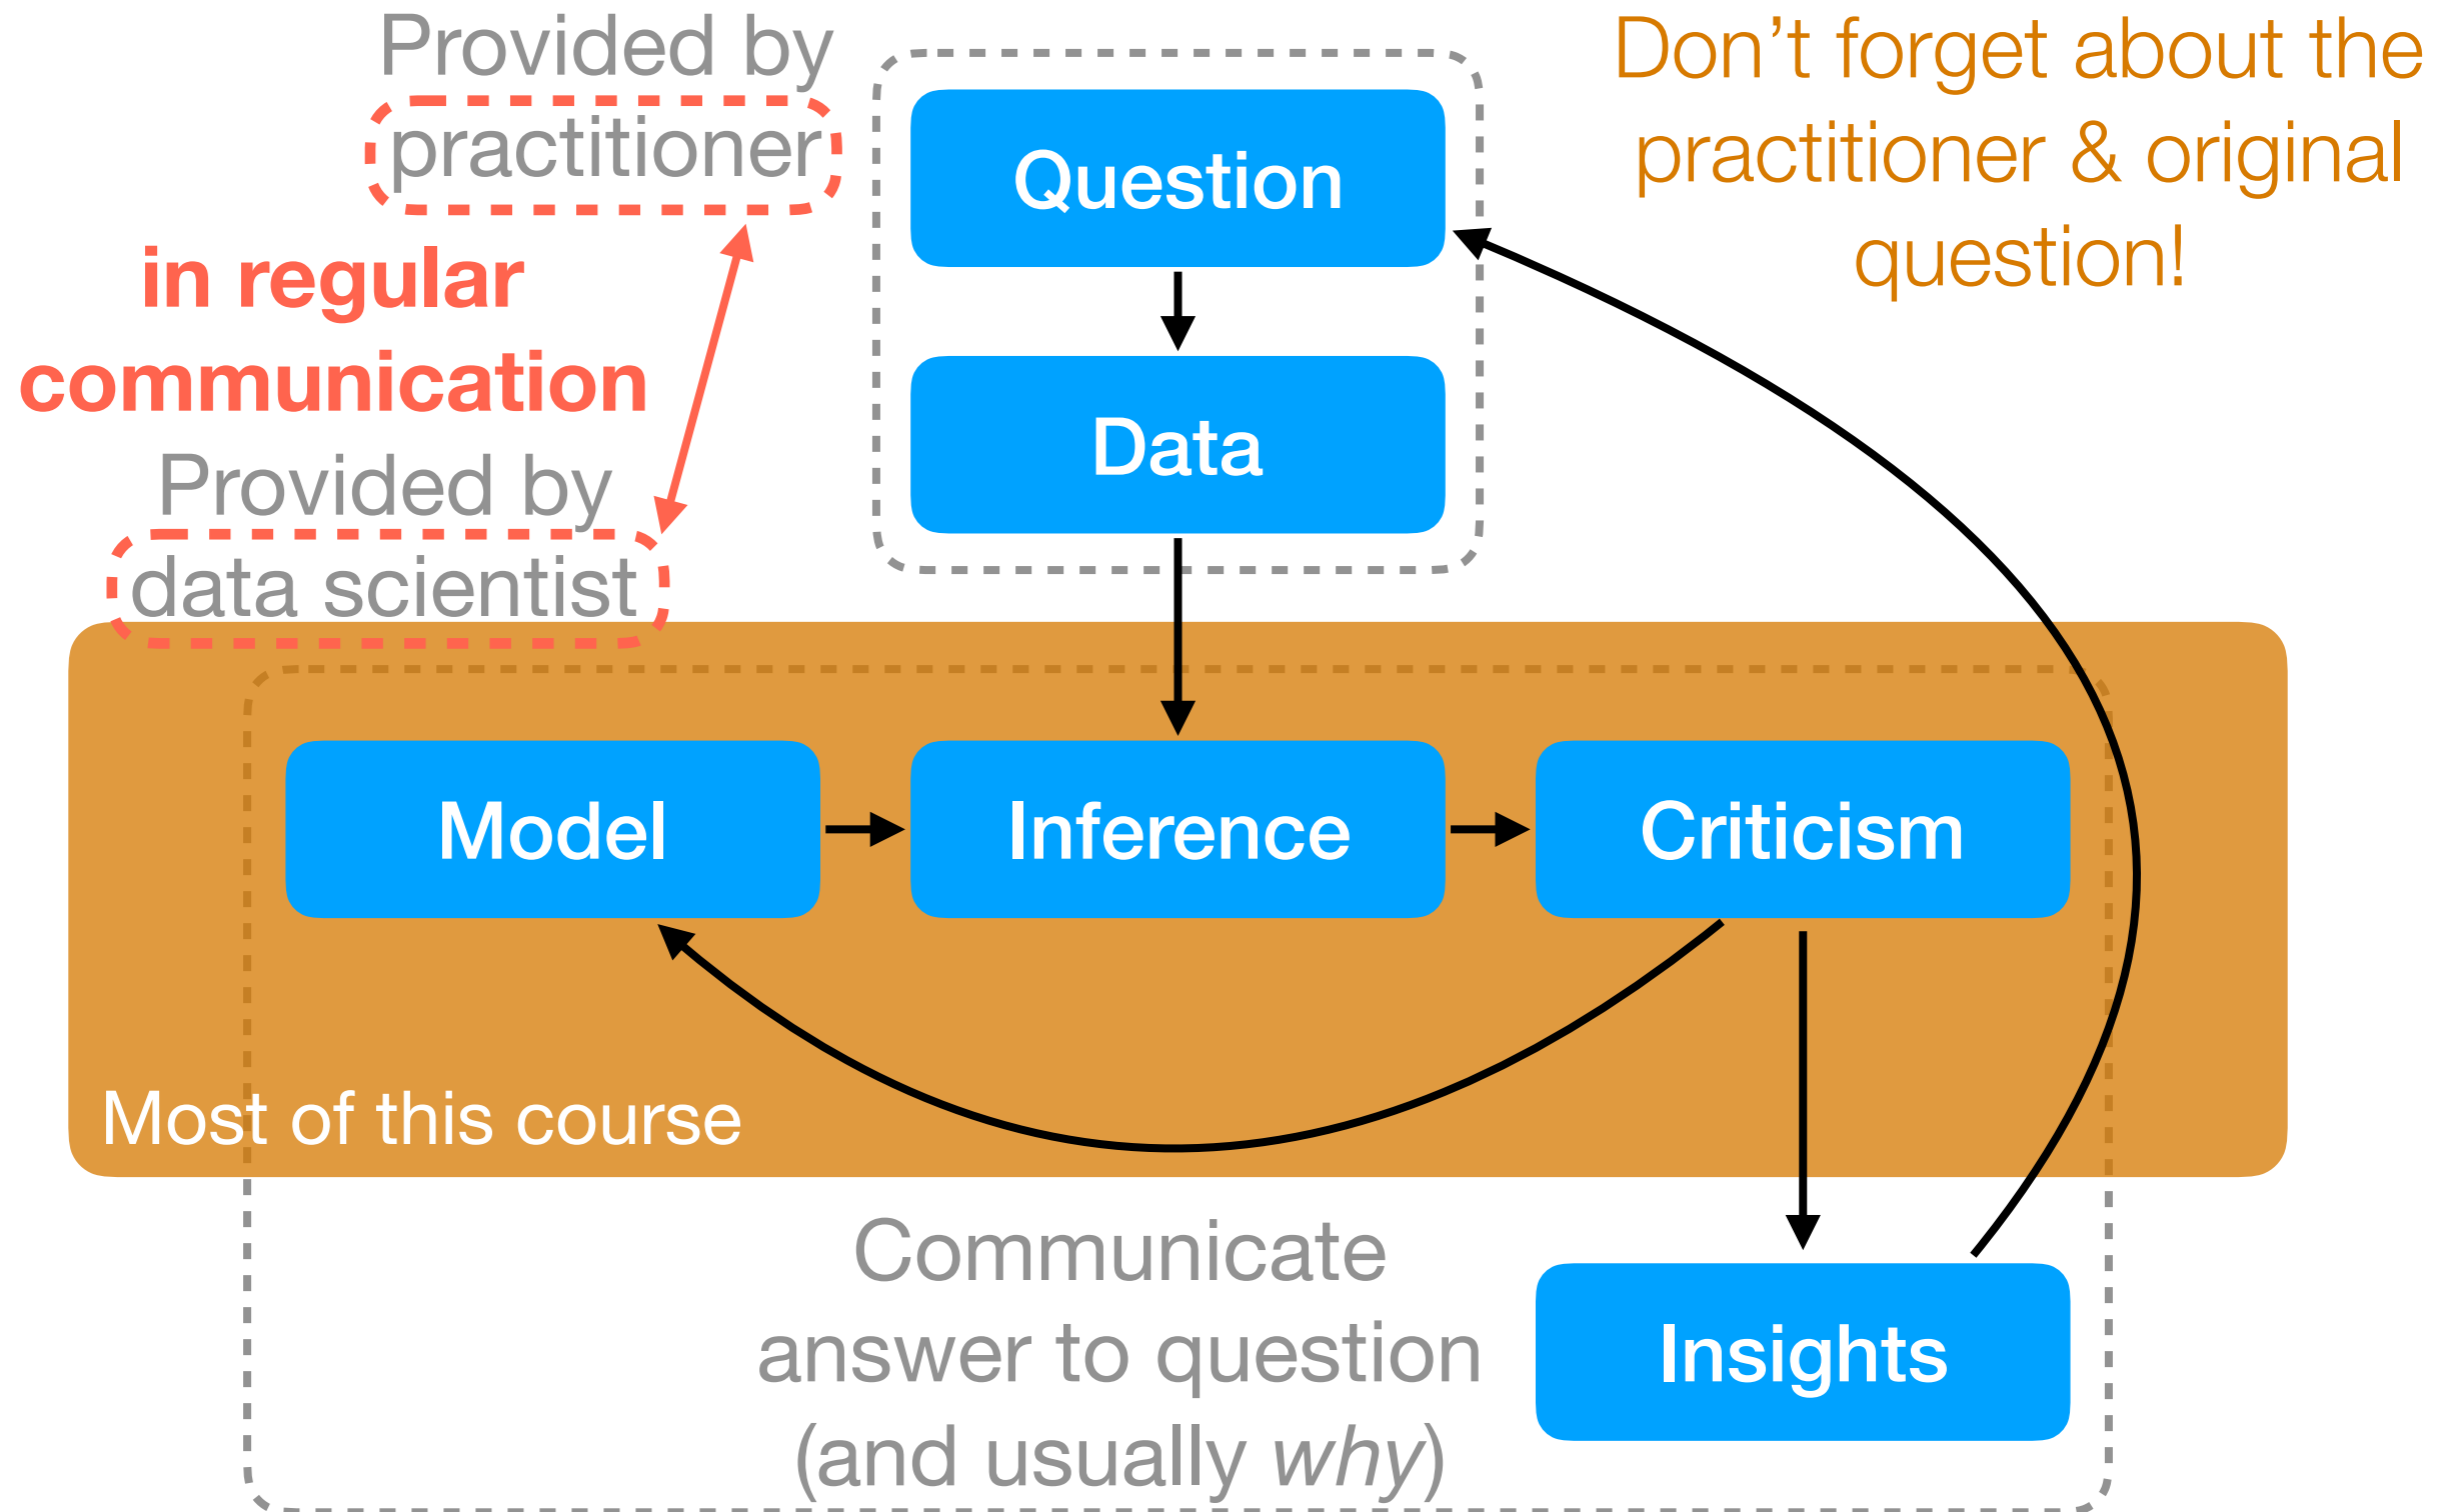 Provided by
practitioner
in regular
communication
Provided by
data scientist
Question
Data
Don’t forget about the
practitioner & original
question!
Model
Inference
Criticism
Most of this course
Communicate
answer to question
(and usually why)
Insights